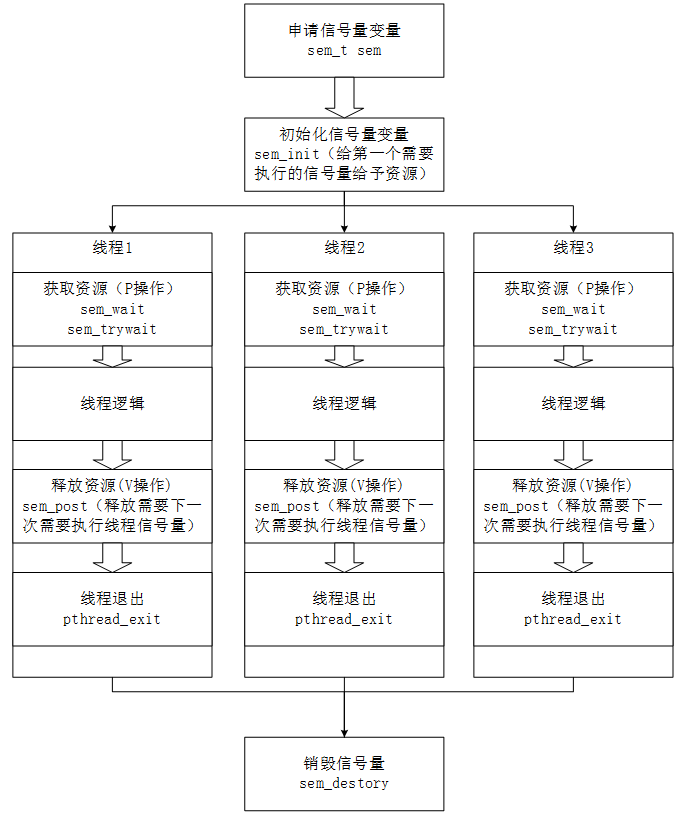 申请信号量变量
sem_t sem
初始化信号量变量
sem_init（给第一个需要
执行的信号量给予资源）
线程1
获取资源（P操作）
sem_wait
sem_trywait
线程逻辑
释放资源(V操作)
sem_post（释放需要下一
次需要执行线程信号量）
线程退出
pthread_exit
线程2
获取资源（P操作）
sem_wait
sem_trywait
线程逻辑
释放资源(V操作)
sem_post（释放需要下一
次需要执行线程信号量）
线程退出
pthread_exit
线程3
获取资源（P操作）
sem_wait
sem_trywait
线程逻辑
释放资源(V操作)
sem_post（释放需要下一
次需要执行线程信号量）
线程退出
pthread_exit
销毁信号量
sem_destory